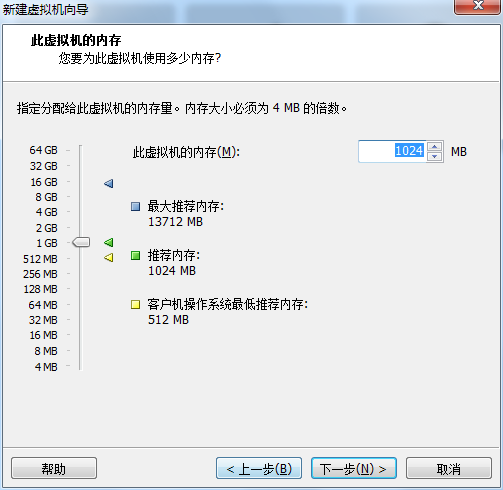 新建虚拟机向导
此虚拟机的内存
您要为此虚拟机使用多少内存?
指定分配给此虚拟机的内存量。内存大小必须为 4 MB 的倍数。
64 GB
32 GB
16 GB
8 GB
4 GB
2 GB
1 GB
512 MB
256 MB
128 MB
64 MB
32 MB
16 MB
8 MB
4 MB
此虚拟机的内存(M): 1024 MB
最大推荐内存:
13712 MB
推荐内存:
1024 MB
客户机操作系统最低推荐内存:
512 MB
帮助 < 上一步(B) 下一步(N) > 取消